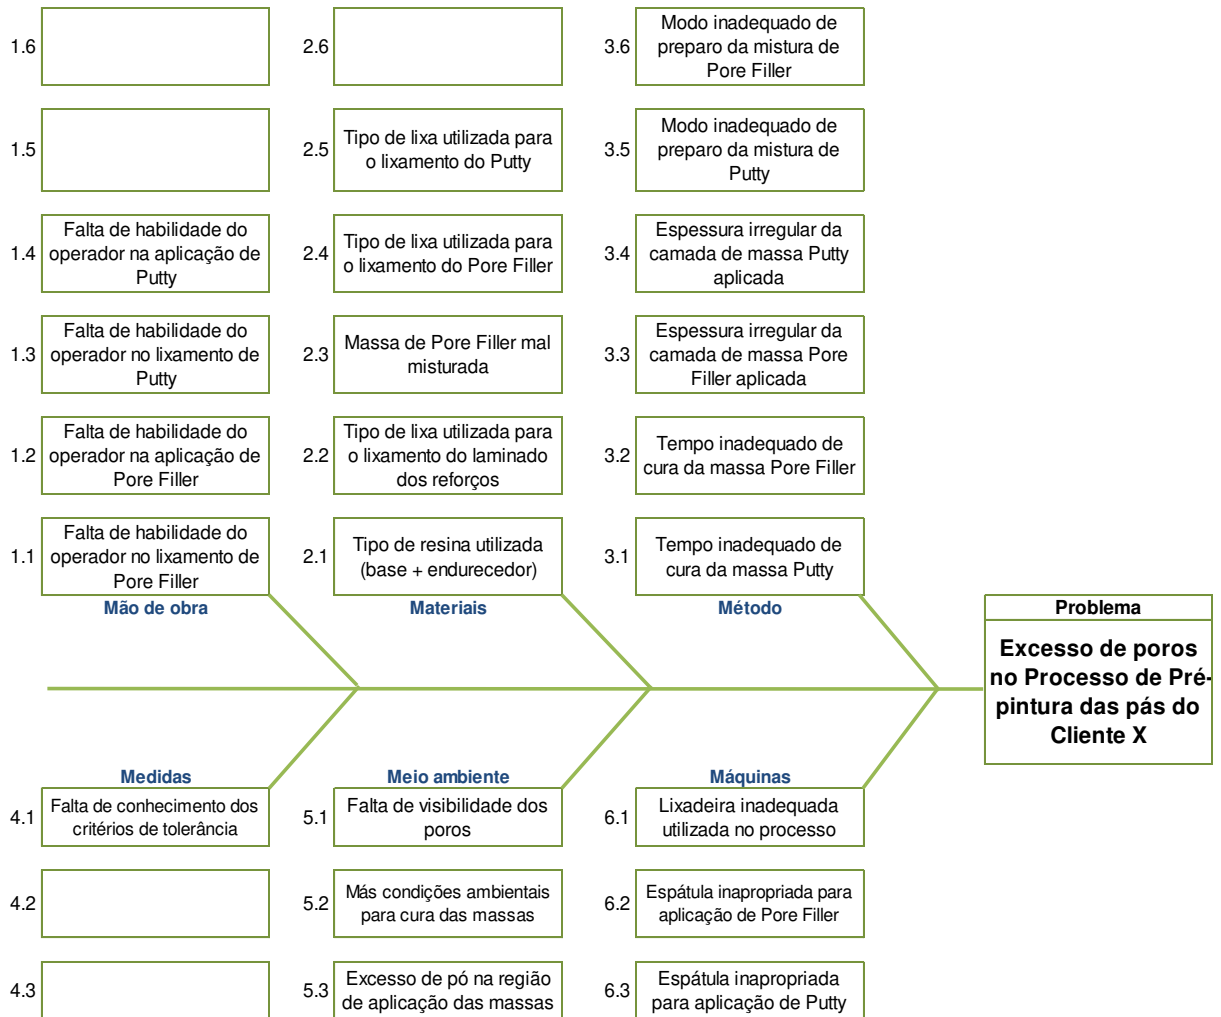 1.6
2.6
3.6
Modo inadequado de
preparo da mistura de
Pore Filler
1.5
2.5
Tipo de lixa utilizada para
o lixamento do Putty
3.5
Modo inadequado de
preparo da mistura de
Putty
1.4
Falta de habilidade do
operador na aplicação de
Putty
2.4
Tipo de lixa utilizada para
o lixamento do Pore Filler
3.4
Espessura irregular da
camada de massa Putty
aplicada
1.3
Falta de habilidade do
operador no lixamento de
Putty
2.3
Massa de Pore Filler mal
misturada
3.3
Espessura irregular da
camada de massa Pore
Filler aplicada
1.2
Falta de habilidade do
operador na aplicação de
Pore Filler
2.2
Tipo de lixa utilizada para
o lixamento do laminado
dos reforços
3.2
Tempo inadequado de
cura da massa Pore Filler
1.1
Falta de habilidade do
operador no lixamento de
Pore Filler
2.1
Tipo de resina utilizada
(base + endurecedor)
3.1
Tempo inadequado de
cura da massa Putty
Mão de obra
Materiais
Método
Problema
Excesso de poros
no Processo de Pré-
pintura das pás do
Cliente X
Medidas
Meio ambiente
Máquinas
4.1
Falta de conhecimento dos
critérios de tolerância
5.1
Falta de visibilidade dos
poros
6.1
Lixadeira inadequada
utilizada no processo
4.2
5.2
Más condições ambientais
para cura das massas
6.2
Espátula inapropriada para
aplicação de Pore Filler
4.3
5.3
Excesso de pó na região
de aplicação das massas
6.3
Espátula inapropriada
para aplicação de Putty